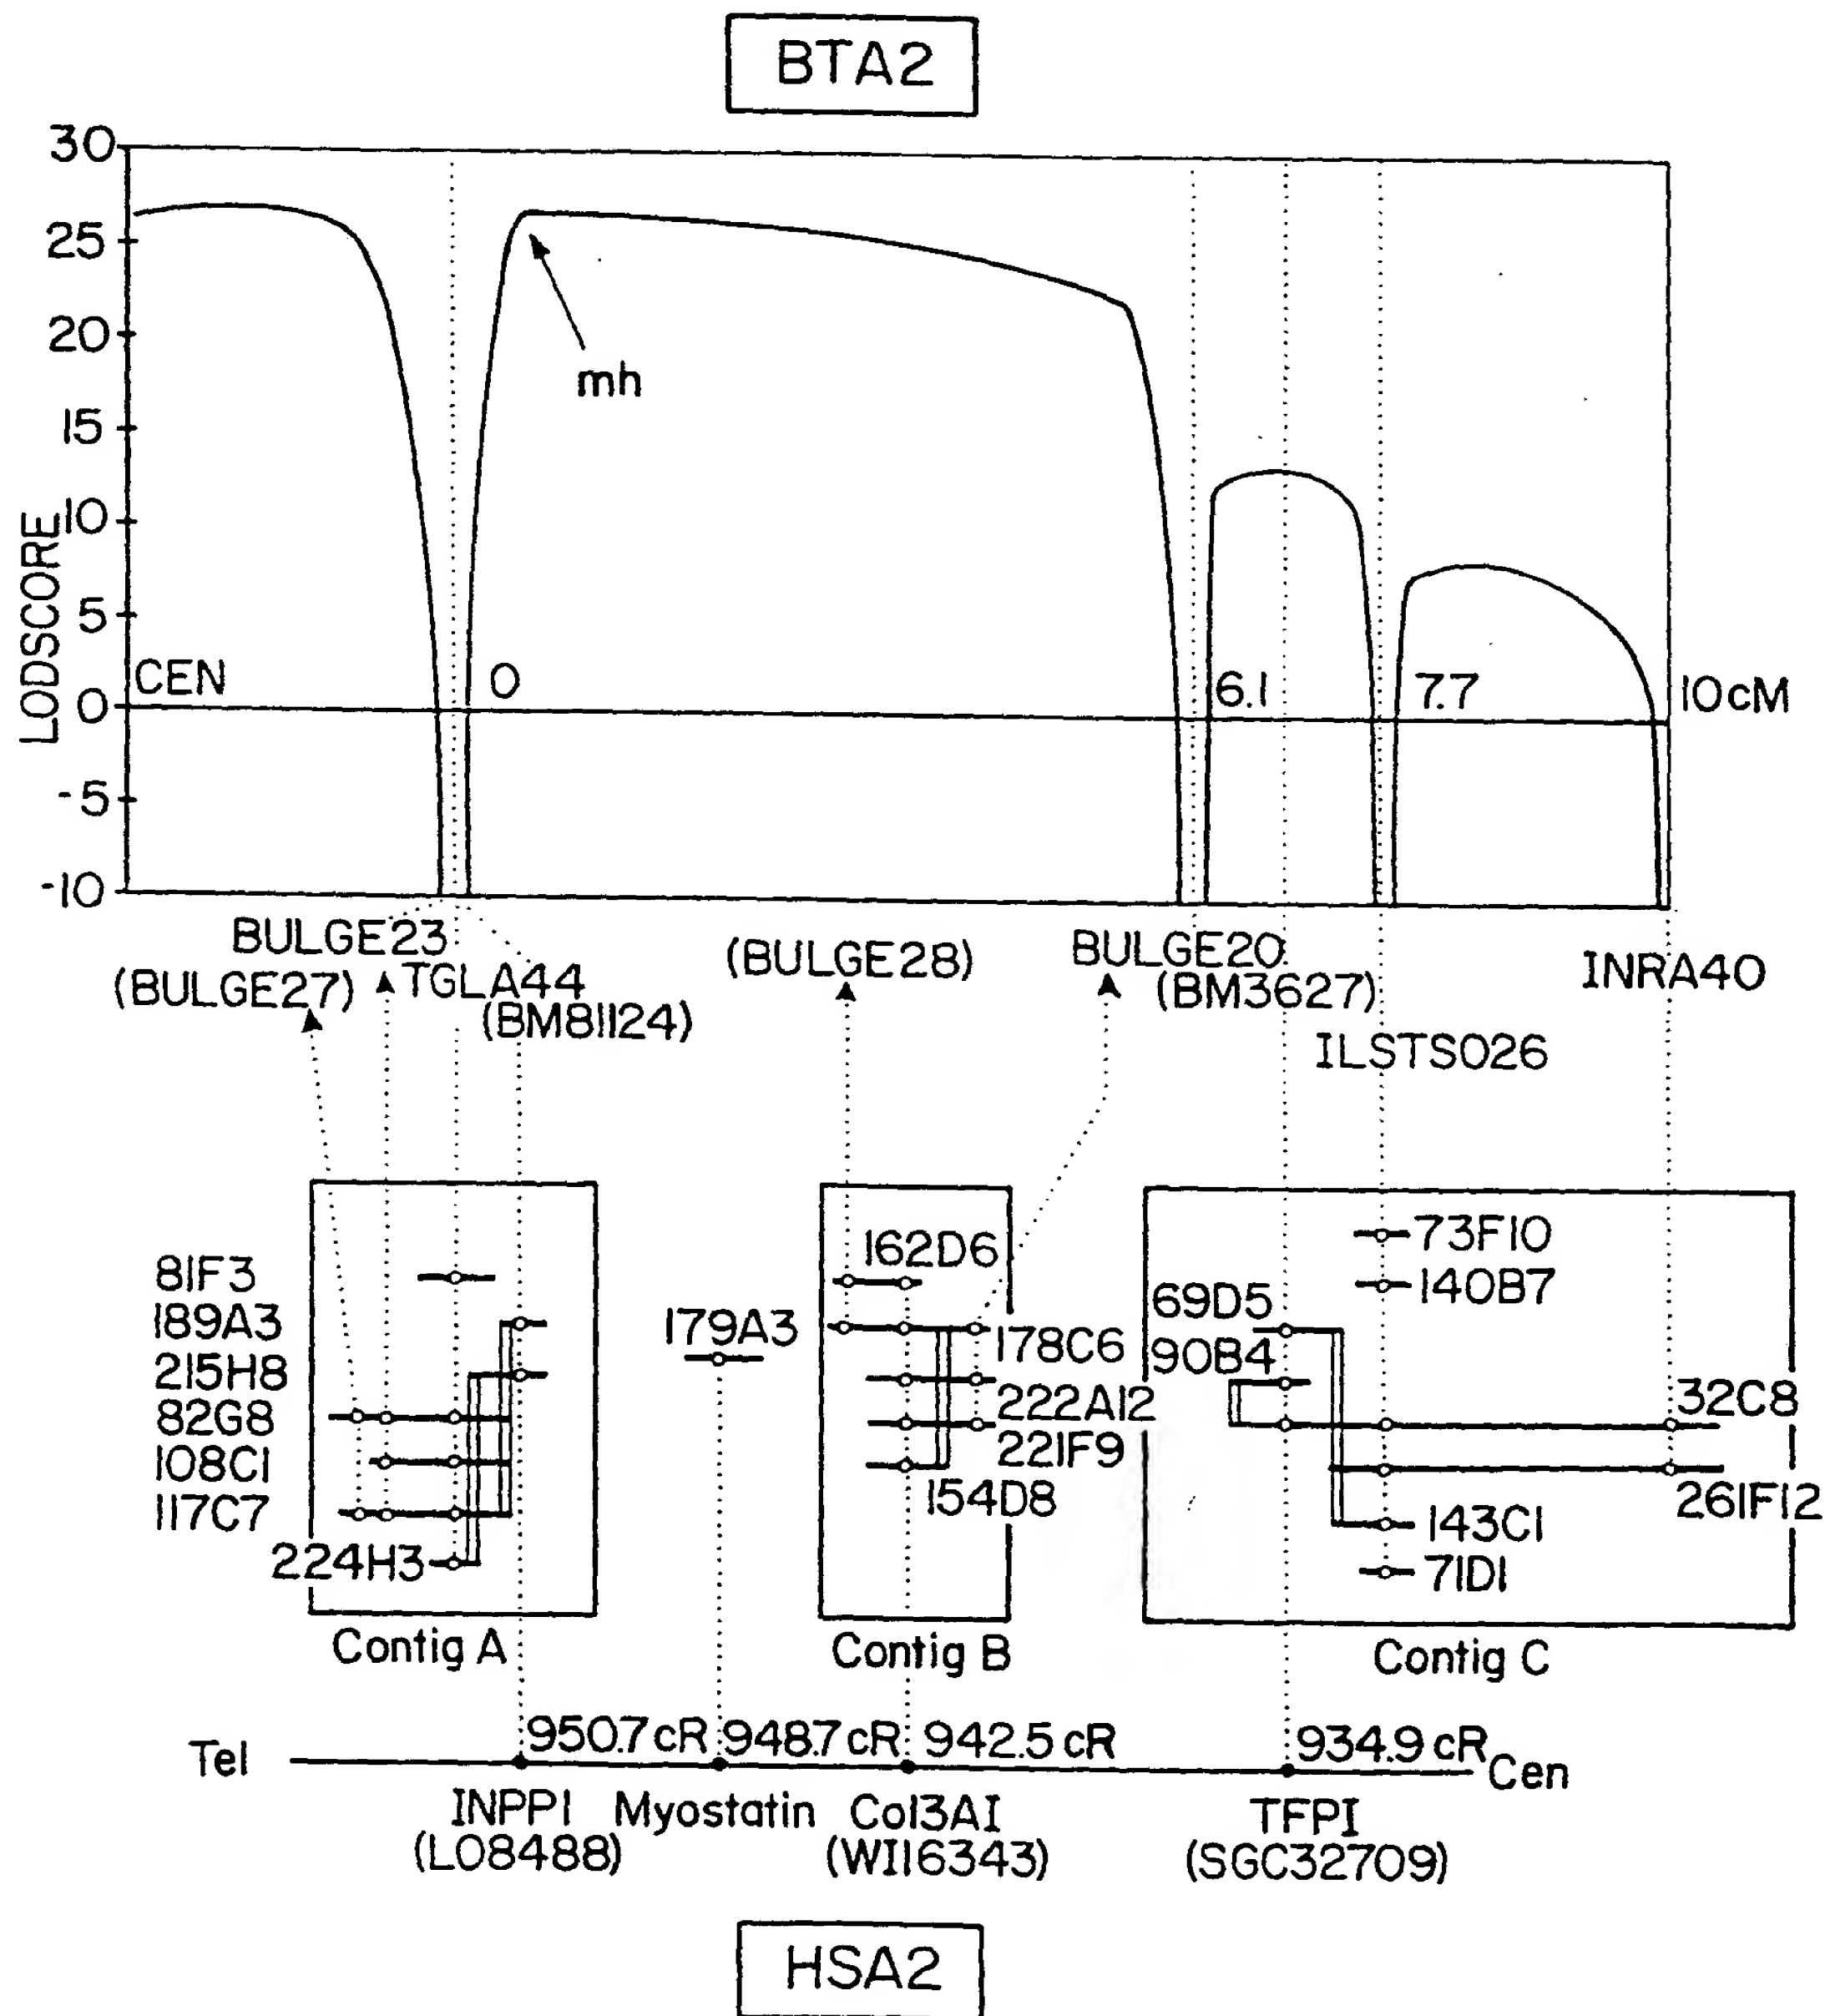 BTA2
30
25
20
15
10
5
0
-5
-10
LODSCORE
mh
CEN
0
6.1
7.7
10cM
BULGE23
(BULGE27)
TGLA44
(BM81124)
(BULGE28)
BULGE20
(BM3627)
ILSTS026
INRA40
81F3
189A3
215H8
82G8
108C1
117C7
224H3
Contig A
179A3
162D6
178C6
222A12
221F9
154D8
Contig B
73F10
140B7
69D5
90B4
32C8
261F12
143C1
71D1
Contig C
Tel
950.7 cR
948.7 cR
942.5 cR
934.9 cR
Cen
INPP1
(L08488)
Myostatin
Col3AI
(WI16343)
TFPI
(SGC32709)
HSA2